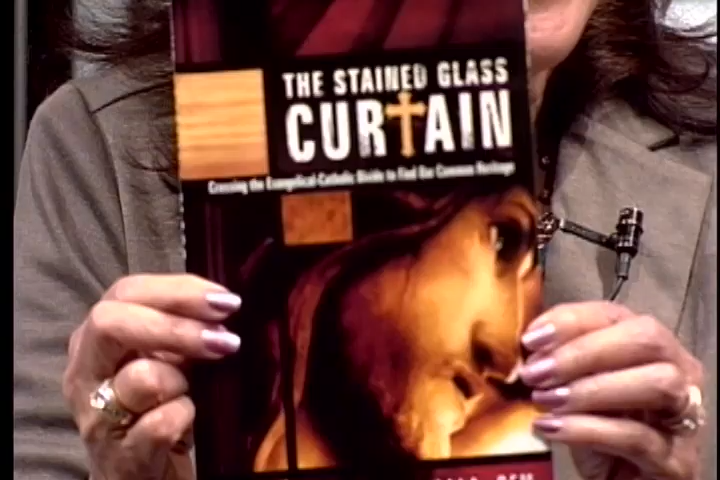 THE STAINED GLASS
CURTAIN
Crossing the Evangelical-Catholic Divide to Find Our Common Heritage